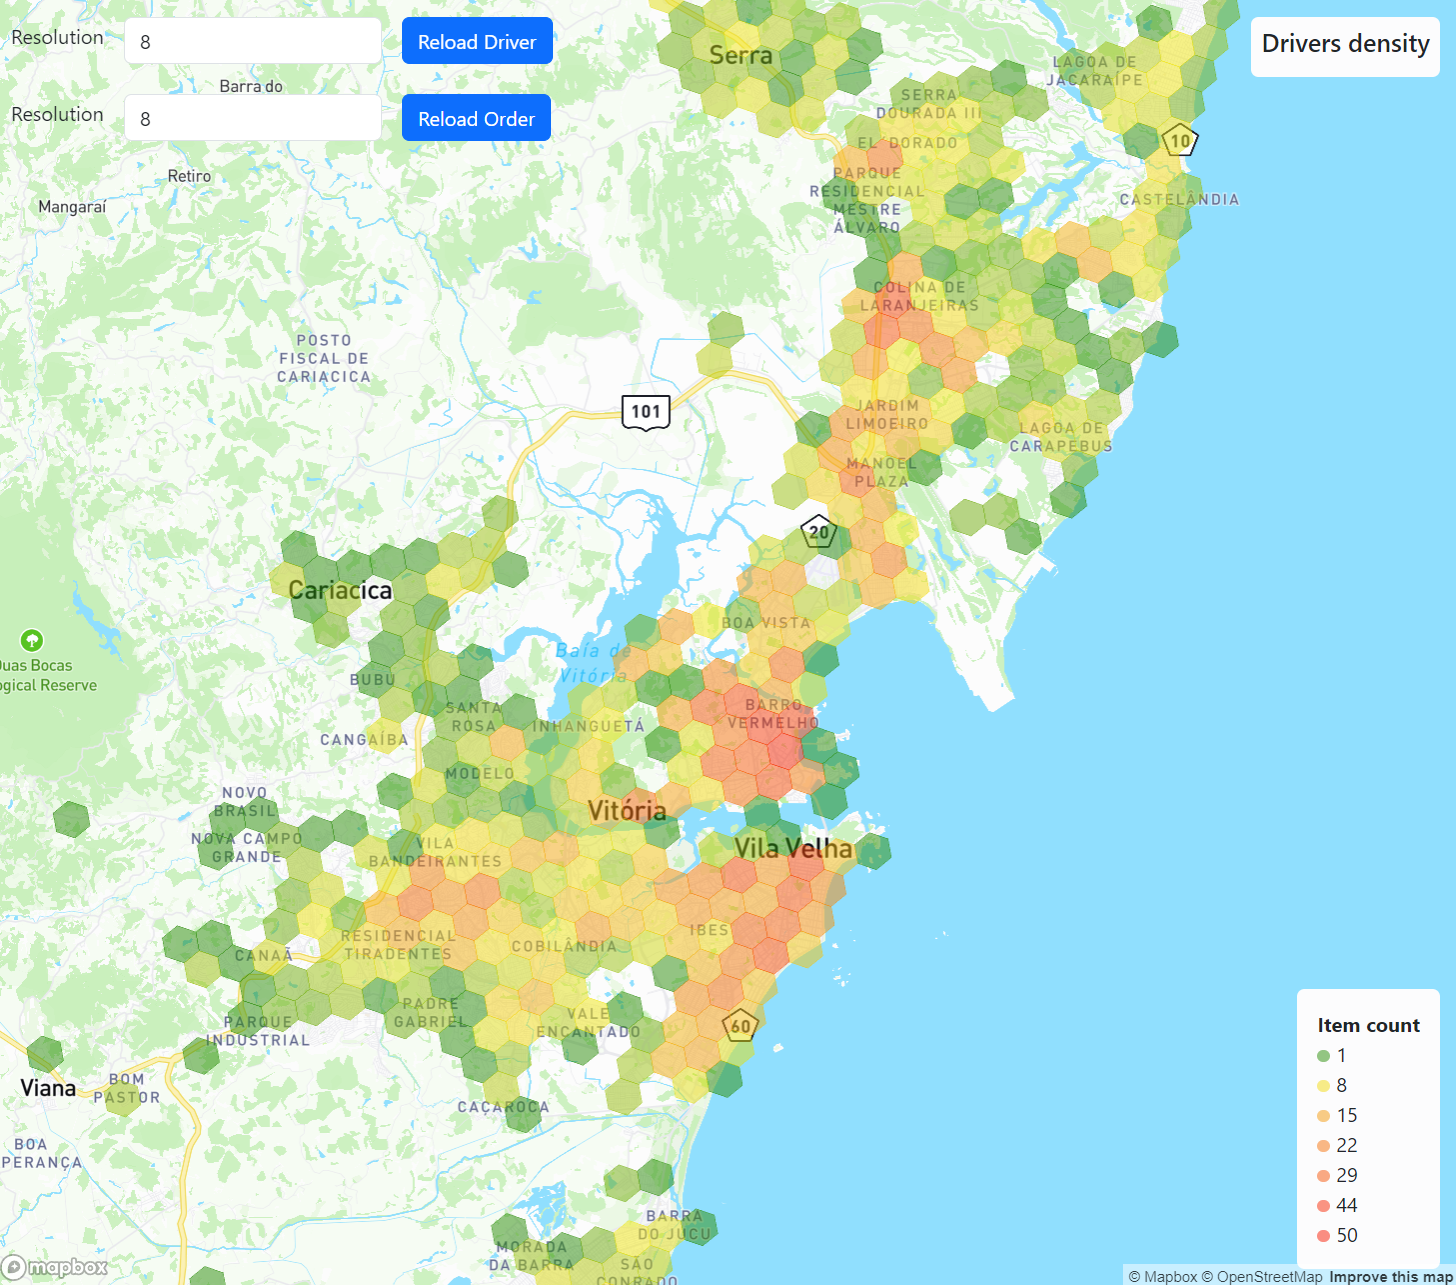 Resolution
8
Reload Driver
Drivers density
Resolution
8
Reload Order
Barra do
Serra
LAGOA DE
JACARAÍPE
SERRA
DOURADA III
EL DORADO
10
Retiro
PARQUE
RESIDENCIAL
MESTRE
ÁLVARO
Mangaraí
CASTELÂNDIA
COLINA DE
LARANJEIRAS
POSTO
FISCAL DE
CARIACICA
101
JARDIM
LIMOEIRO
LAGOA DE
CARAPEBUS
MANOEL
PLAZA
20
Cariacica
BOA VISTA
Baía de
Vitória
Duas Bocas
ogical Reserve
BUBU
SANTA
ROSA
INHANGUETÁ
BARRO
VERMELHO
CANGAÍBA
MODELO
NOVO
BRASIL
Vitória
NOVA CAMPO
GRANDE
VILA
BANDEIRANTES
Vila Velha
RESIDENCIAL
TIRADENTES
COBILÂNDIA
IBES
CANAÃ
PADRE
GABRIEL
VALE
ENCANTADO
60
PARQUE
INDUSTRIAL
Viana
BOM
PASTOR
CAÇAROCA
BOA
PERANÇA
BARRA
DO JUCU
MORADA
DA BARRA
SÃO
CONRADO
Item count
1
8
15
22
29
44
50
mapbox
© Mapbox © OpenStreetMap Improve this map